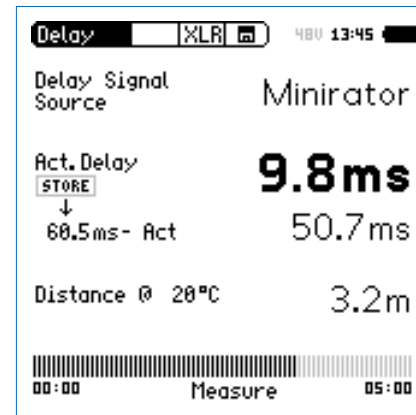 Delay XLR 48V 13:45
Delay Signal
Source
Minirator
Act. Delay
9.8ms
STORE
60.5ms- Act
50.7ms
Distance @ 20°C
3.2m
00:00 Measure 05:00